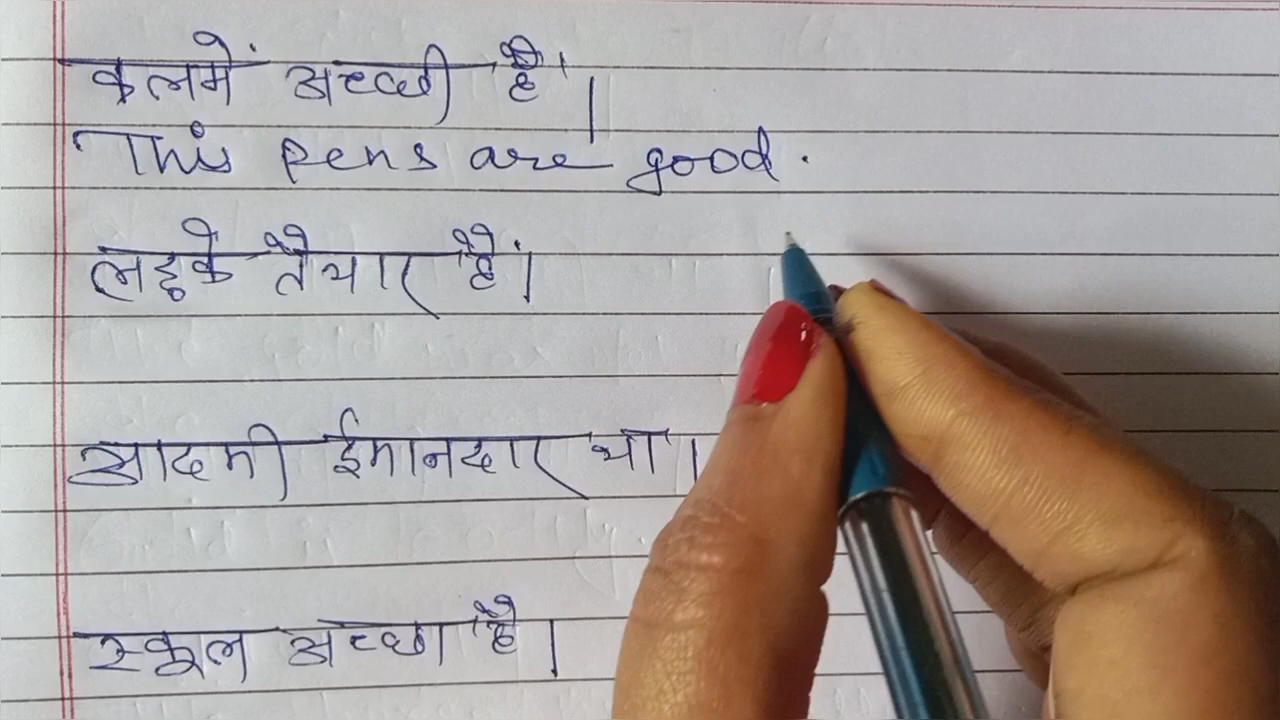 कलमें अच्छी हैं।
This pens are good.
लड़के तैयार हैं।
आदमी ईमानदार था।
स्कूल अच्छा है।